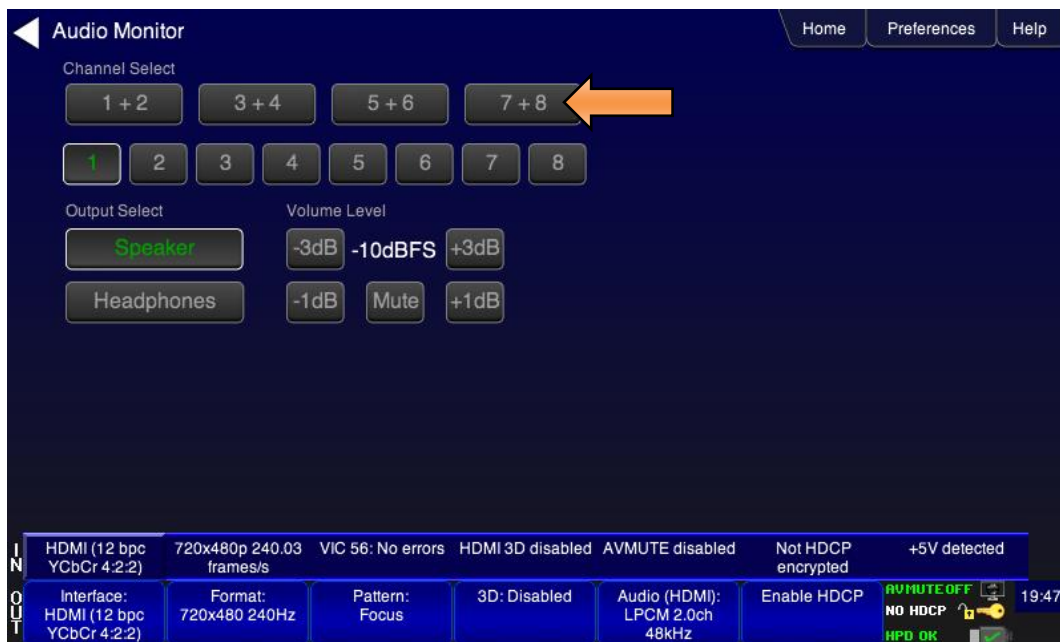 Audio Monitor
Home
Preferences
Help
Channel Select
1 + 2
3 + 4
5 + 6
7 + 8
1
2
3
4
5
6
7
8
Output Select
Volume Level
Speaker
-3dB
-10dBFS
+3dB
Headphones
-1dB
Mute
+1dB
IN
HDMI (12 bpc
YCbCr 4:2:2)
720x480p 240.03
frames/s
VIC 56: No errors
HDMI 3D disabled
AVMUTE disabled
Not HDCP
encrypted
+5V detected
OUT
Interface:
HDMI (12 bpc
YCbCr 4:2:2)
Format:
720x480 240Hz
Pattern:
Focus
3D: Disabled
Audio (HDMI):
LPCM 2.0ch
48kHz
Enable HDCP
AVMUTE OFF
NO HDCP
HPD OK
19:47